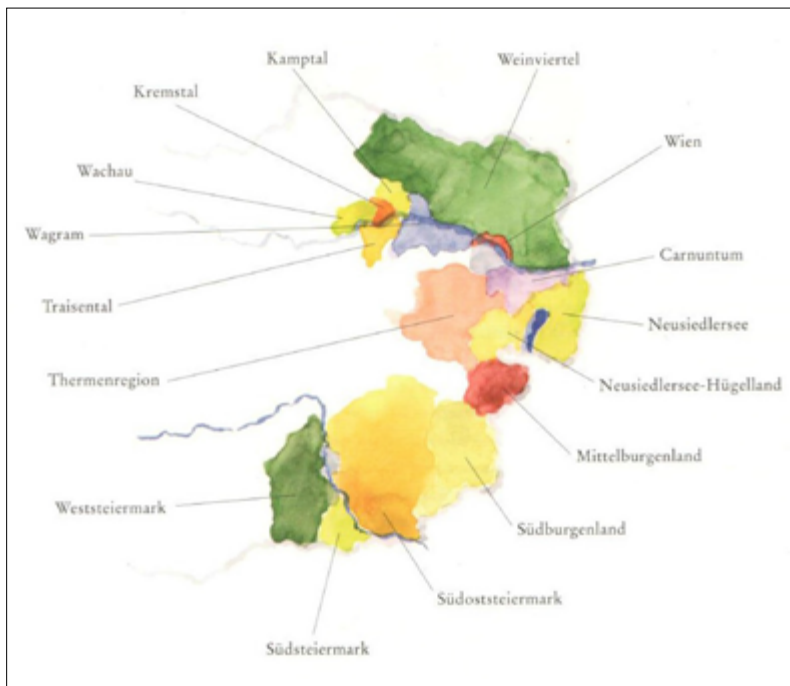 Kamptal
Weinviertel
Kremstal
Wien
Wachau
Wagram
Carnuntum
Traisental
Neusiedlersee
Thermenregion
Neusiedlersee-Hügelland
Mittelburgenland
Weststeiermark
Südburgenland
Südoststeiermark
Südsteiermark